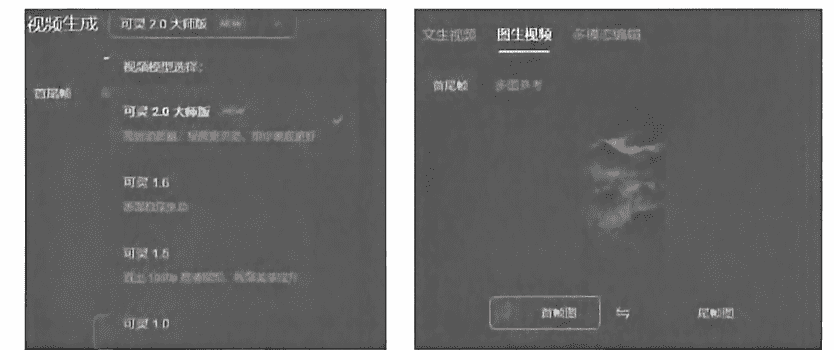 视频生成
可灵 2.0 大师版 NEW
视频模型选择:
首尾帧
可灵 2.0 大师版 NEW
可灵 1.6
可灵 1.5
可灵 1.0
文生视频 图生视频 多模态编辑
首尾帧 多图参考
首帧图 ⇋ 尾帧图